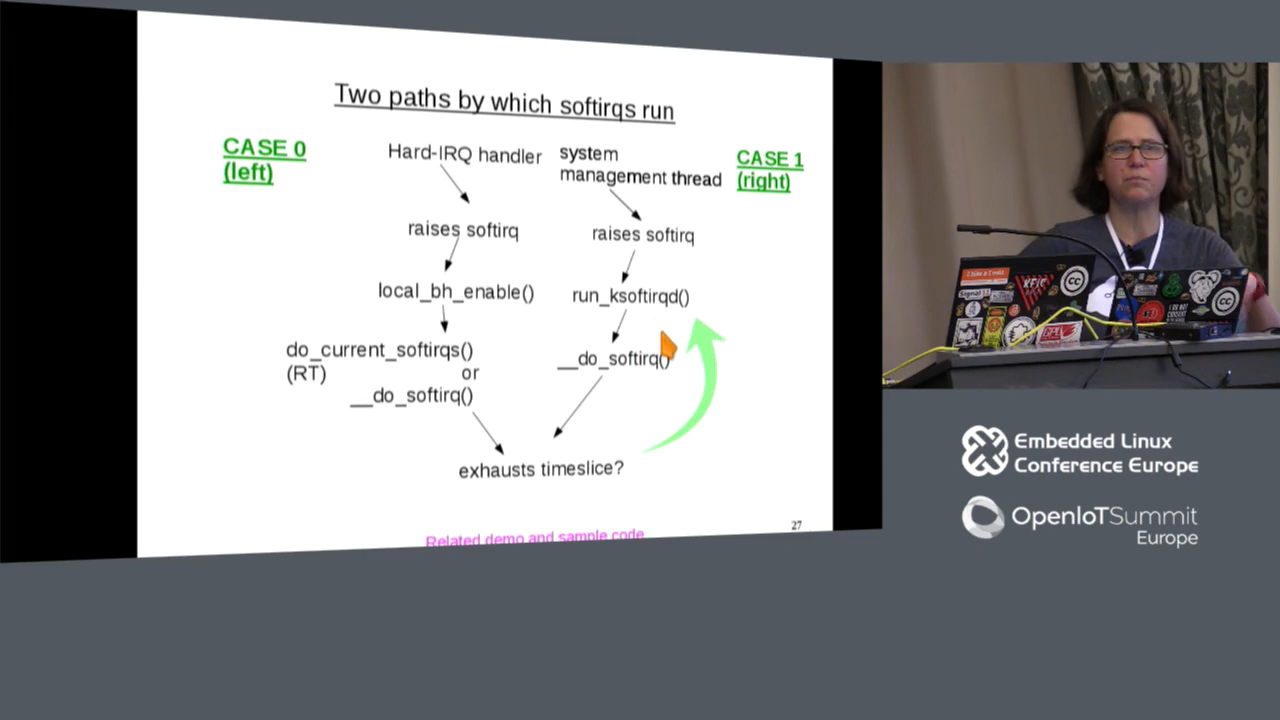 Two paths by which softirqs run
CASE 0
(left)
Hard-IRQ handler
system
management thread
CASE 1
(right)
raises softirq
raises softirq
local_bh_enable()
run_ksoftirqd()
do_current_softirqs()
(RT)
or
__do_softirq()
__do_softirq()
exhausts timeslice?
27
Related demo and sample code
Embedded Linux
Conference Europe
OpenIoTSummit
Europe